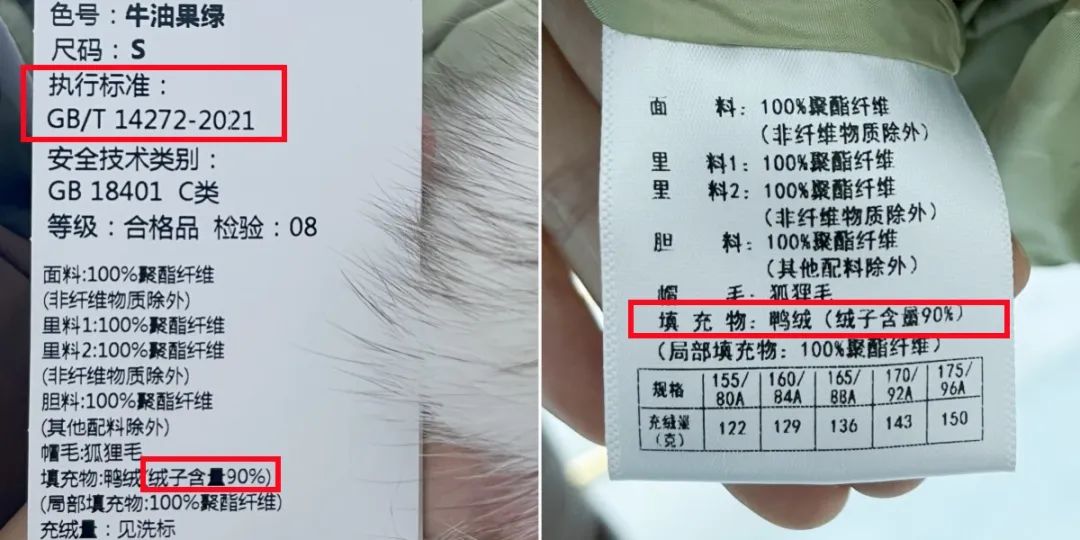 色号：牛油果绿
尺码：S
执行标准：
GB/T 14272-2021
安全技术类别：
GB 18401 C类
等级：合格品 检验：08
面料:100%聚酯纤维
(非纤维物质除外)
里料1:100%聚酯纤维
里料2:100%聚酯纤维
(非纤维物质除外)
胆料:100%聚酯纤维
(其他配料除外)
帽毛:狐狸毛
填充物:鸭绒(绒子含量90%)
(局部填充物:100%聚酯纤维)
充绒量：见洗标
面 料：100%聚酯纤维
(非纤维物质除外)
里 料1：100%聚酯纤维
里 料2：100%聚酯纤维
(非纤维物质除外)
胆 料：100%聚酯纤维
(其他配料除外)
帽 毛：狐狸毛
填 充 物：鸭绒(绒子含量90%)
(局部填充物：100%聚酯纤维)
规格 155/80A 160/84A 165/88A 170/92A 175/96A
充绒量(克) 122 129 136 143 150